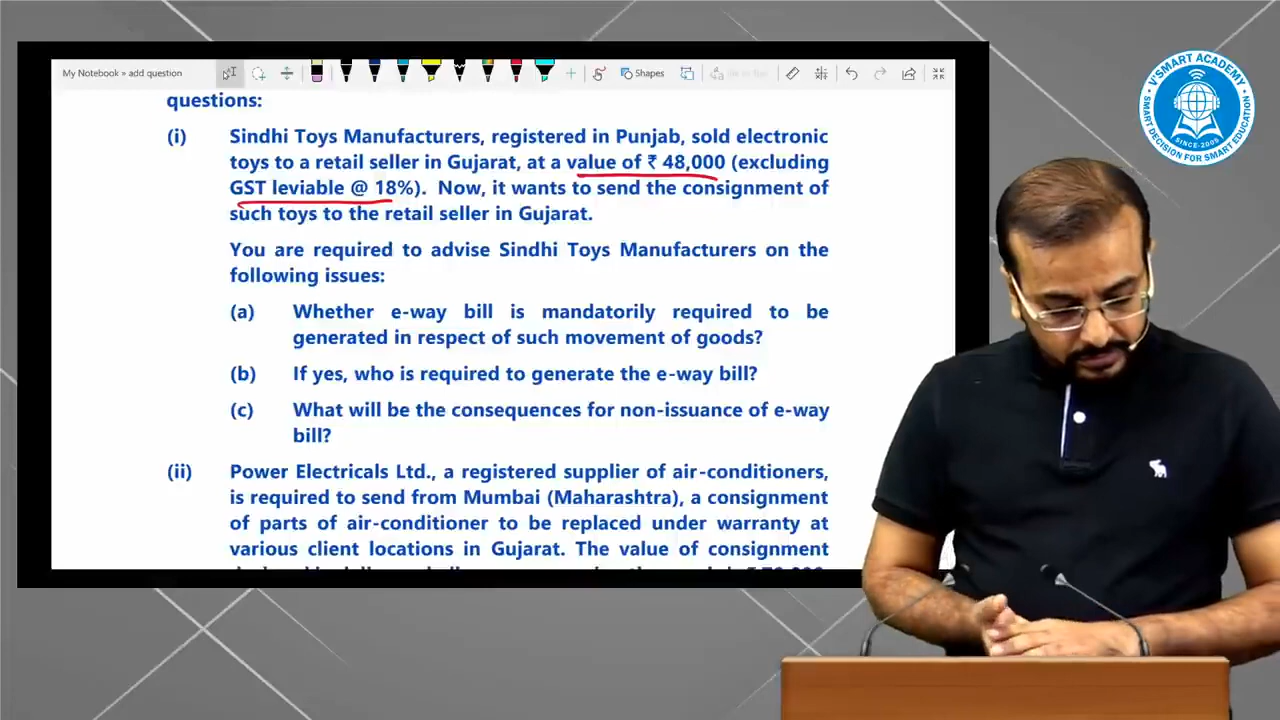 My Notebook » add question
Shapes
questions:
(i) Sindhi Toys Manufacturers, registered in Punjab, sold electronic
toys to a retail seller in Gujarat, at a value of ₹ 48,000 (excluding
GST leviable @ 18%). Now, it wants to send the consignment of
such toys to the retail seller in Gujarat.
You are required to advise Sindhi Toys Manufacturers on the
following issues:
(a) Whether e-way bill is mandatorily required to be
generated in respect of such movement of goods?
(b) If yes, who is required to generate the e-way bill?
(c) What will be the consequences for non-issuance of e-way
bill?
(ii) Power Electricals Ltd., a registered supplier of air-conditioners,
is required to send from Mumbai (Maharashtra), a consignment
of parts of air-conditioner to be replaced under warranty at
various client locations in Gujarat. The value of consignment
V'SMART ACADEMY
SMART DECISION FOR SMART EDUCATION
SINCE-2005